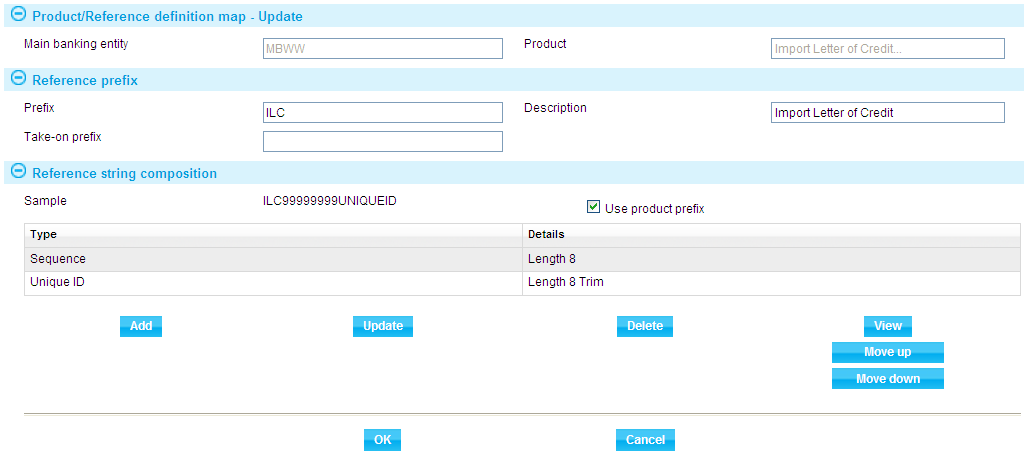 Product/Reference definition map - Update
Main banking entity MBWW Product Import Letter of Credit...
Reference prefix
Prefix ILC Description Import Letter of Credit
Take-on prefix
Reference string composition
Sample ILC99999999UNIQUEID Use product prefix
Type Details
Sequence Length 8
Unique ID Length 8 Trim
Add Update Delete View
Move up
Move down
OK Cancel